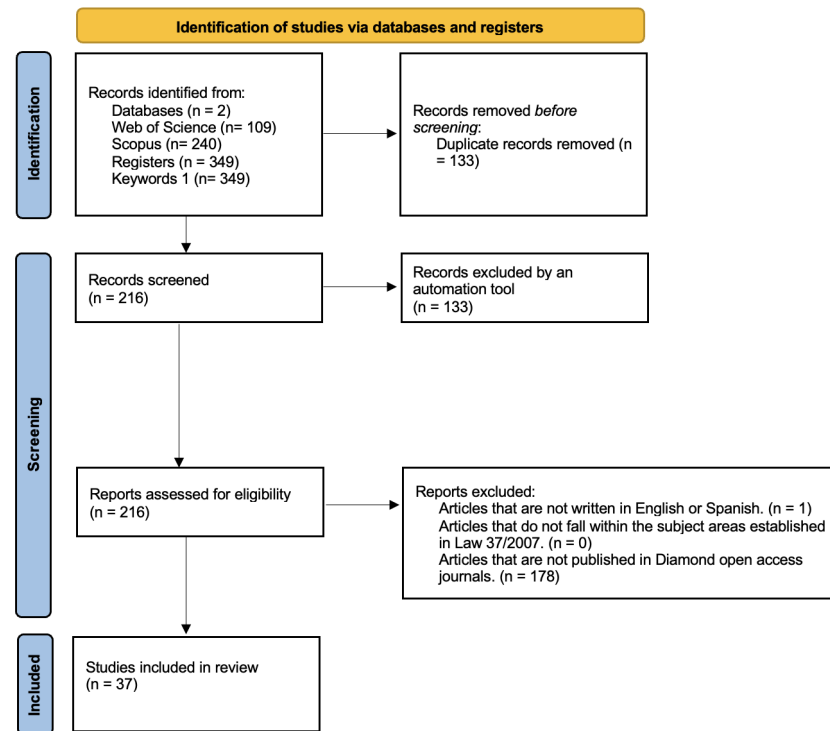 Identification of studies via databases and registers
Identification
Records identified from:
Databases (n = 2)
Web of Science (n= 109)
Scopus (n= 240)
Registers (n = 349)
Keywords 1 (n= 349)
Records removed before
screening:
Duplicate records removed (n
= 133)
Screening
Records screened
(n = 216)
Records excluded by an
automation tool
(n = 133)
Reports assessed for eligibility
(n = 216)
Reports excluded:
Articles that are not written in English or Spanish. (n = 1)
Articles that do not fall within the subject areas established
in Law 37/2007. (n = 0)
Articles that are not published in Diamond open access
journals. (n = 178)
Included
Studies included in review
(n = 37)